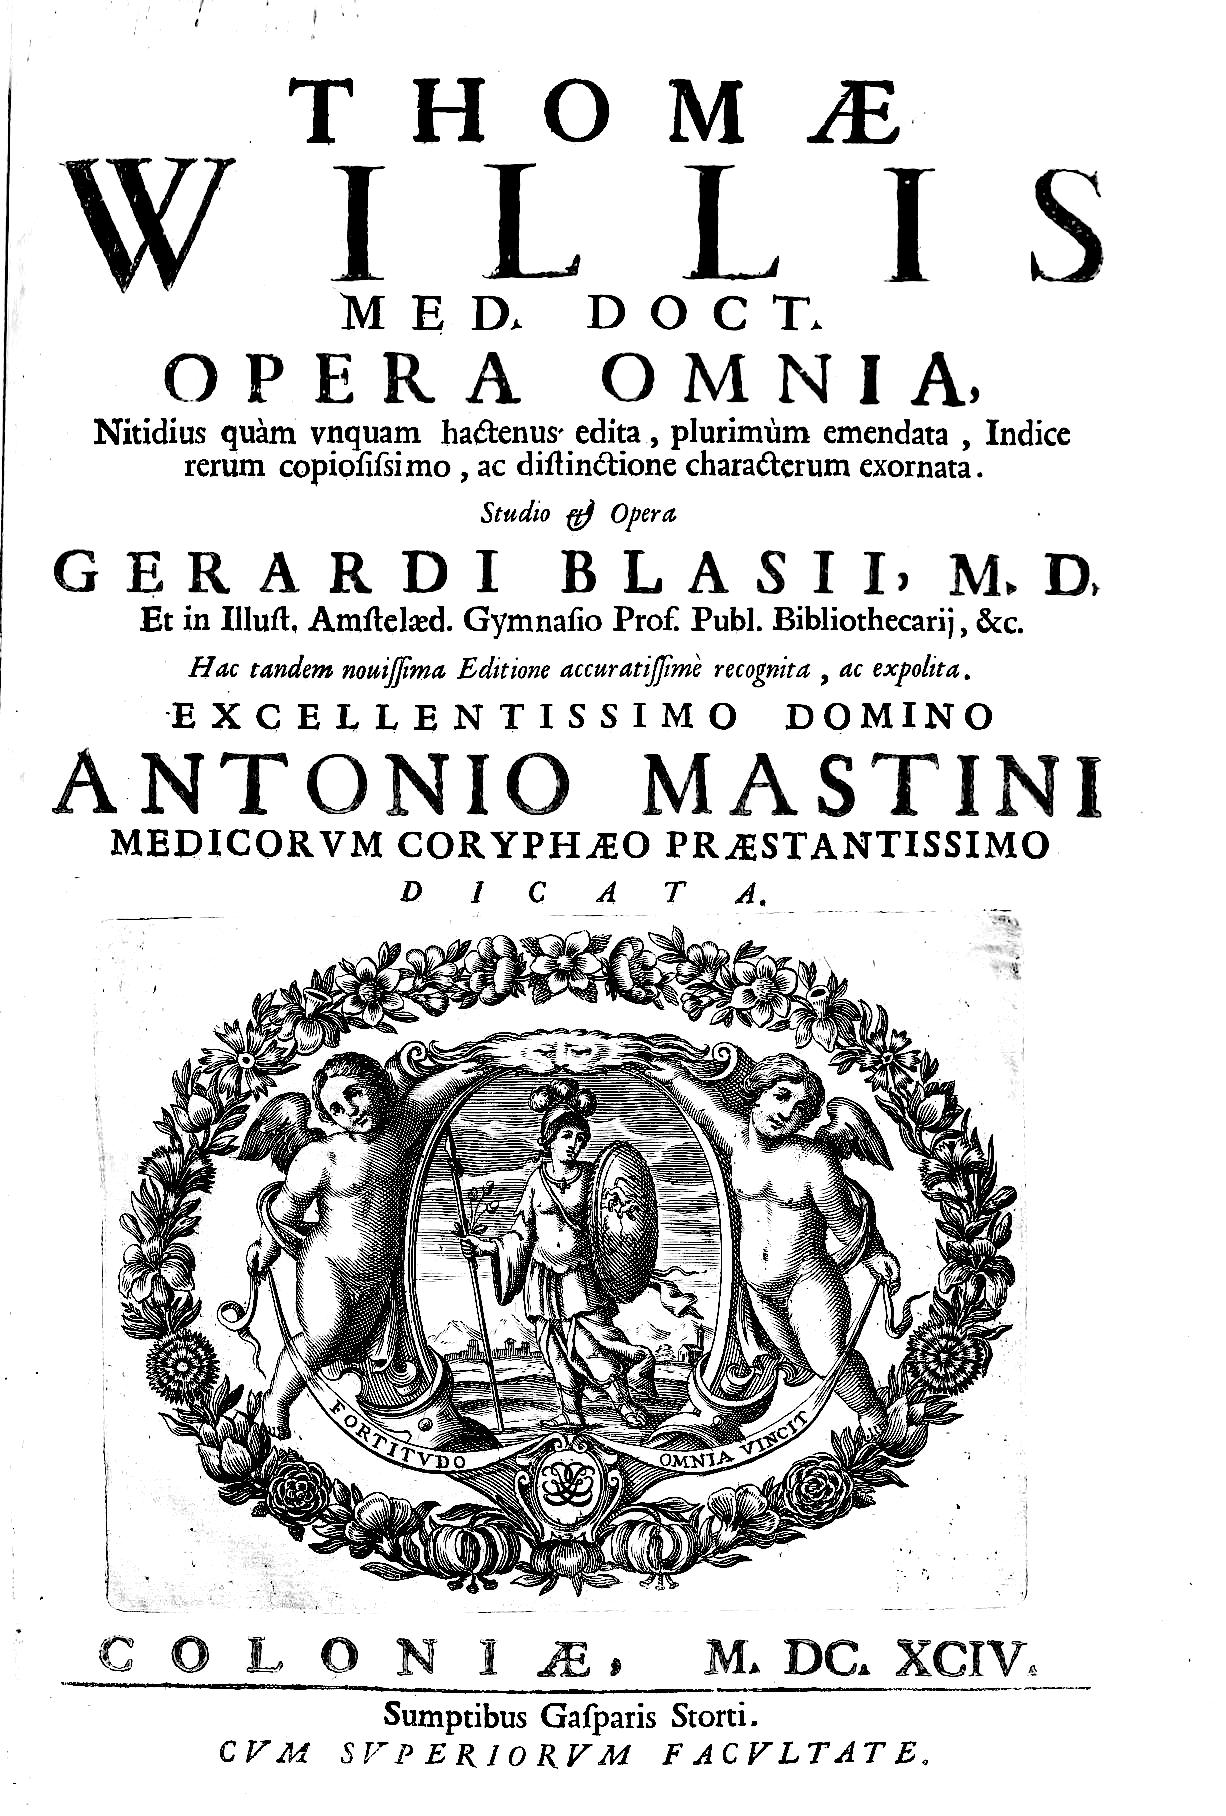 THOMÆ
WILLIS
MED. DOCT.
OPERA OMNIA,
Nitidius quàm vnquam hactenus edita, plurimùm emendata, Indice
rerum copiosiſsimo, ac diſtinctione characterum exornata.
Studio & Opera
GERARDI BLASII, M. D.
Et in Illuſt. Amſtelæd. Gymnaſio Prof. Publ. Bibliothecarij, &c.
Hac tandem nouiſſima Editione accuratiſſimè recognita, ac expolita.
EXCELLENTISSIMO DOMINO
ANTONIO MASTINI
MEDICORVM CORYPHÆO PRÆSTANTISSIMO
DICATA.
FORTITVDO OMNIA VINCIT
COLONIÆ, M. DC. XCIV.
Sumptibus Gaſparis Storti.
CVM SVPERIORVM FACVLTATE.